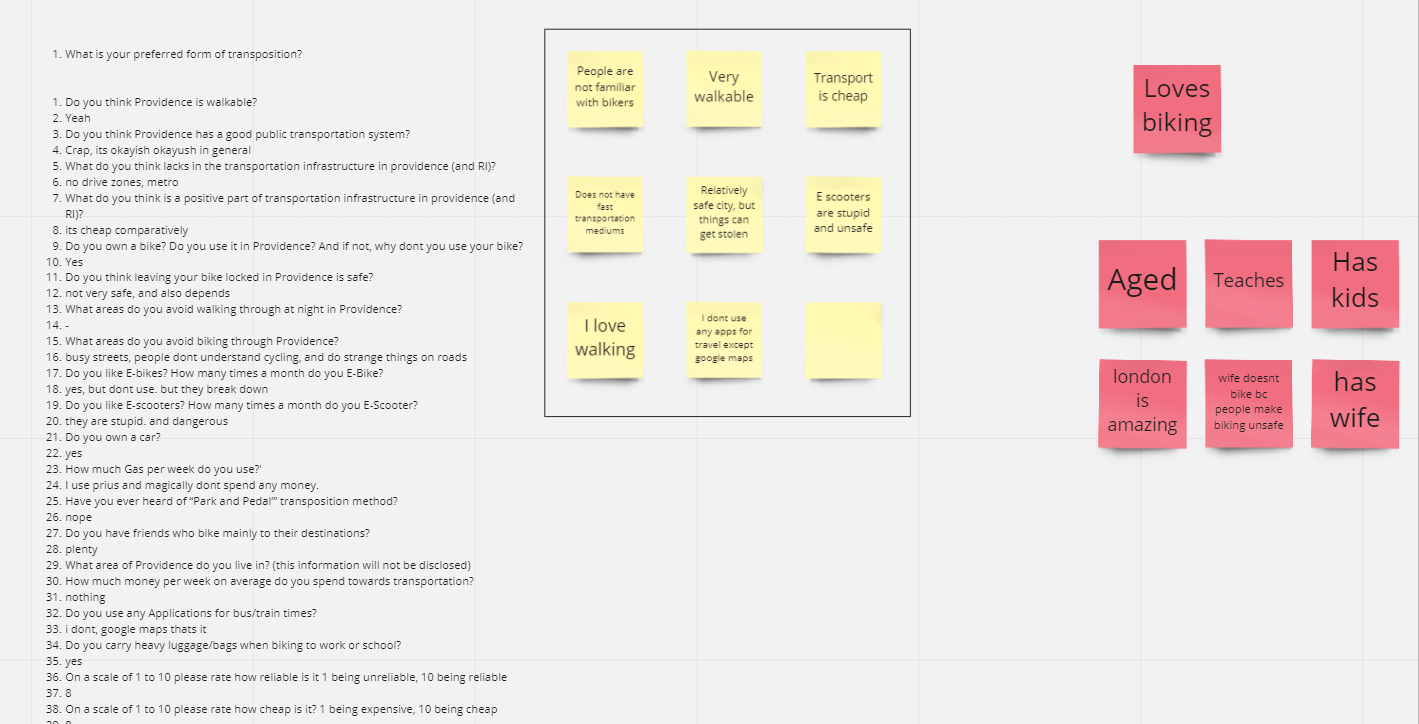 1. What is your preferred form of transposition?
1. Do you think Providence is walkable?
2. Yeah
3. Do you think Providence has a good public transportation system?
4. Crap, its okayish okayush in general
5. What do you think lacks in the transportation infrastructure in providence (and RI)?
6. no drive zones, metro
7. What do you think is a positive part of transportation infrastructure in providence (and
RI)?
8. its cheap comparatively
9. Do you own a bike? Do you use it in Providence? And if not, why dont you use your bike?
10. Yes
11. Do you think leaving your bike locked in Providence is safe?
12. not very safe, and also depends
13. What areas do you avoid walking through at night in Providence?
14. -
15. What areas do you avoid biking through Providence?
16. busy streets, people dont understand cycling, and do strange things on roads
17. Do you like E-bikes? How many times a month do you E-Bike?
18. yes, but dont use. but they break down
19. Do you like E-scooters? How many times a month do you E-Scooter?
20. they are stupid. and dangerous
21. Do you own a car?
22. yes
23. How much Gas per week do you use?'
24. I use prius and magically dont spend any money.
25. Have you ever heard of “Park and Pedal”' transposition method?
26. nope
27. Do you have friends who bike mainly to their destinations?
28. plenty
29. What area of Providence do you live in? (this information will not be disclosed)
30. How much money per week on average do you spend towards transportation?
31. nothing
32. Do you use any Applications for bus/train times?
33. i dont, google maps thats it
34. Do you carry heavy luggage/bags when biking to work or school?
35. yes
36. On a scale of 1 to 10 please rate how reliable is it 1 being unreliable, 10 being reliable
37. 8
38. On a scale of 1 to 10 please rate how cheap is it? 1 being expensive, 10 being cheap
People are
not familiar
with bikers
Very
walkable
Transport
is cheap
Does not have
fast
transportation
mediums
Relatively
safe city, but
things can
get stolen
E scooters
are stupid
and unsafe
I love
walking
I dont use
any apps for
travel except
google maps
Loves
biking
Aged
Teaches
Has
kids
london
is
amazing
wife doesnt
bike bc
people make
biking unsafe
has
wife